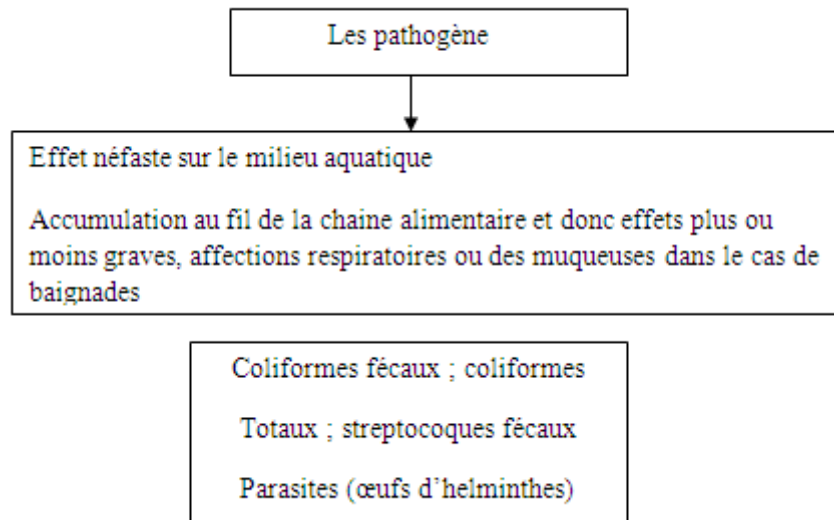 Les pathogène
Effet néfaste sur le milieu aquatique
Accumulation au fil de la chaine alimentaire et donc effets plus ou
moins graves, affections respiratoires ou des muqueuses dans le cas de
baignades
Coliformes fécaux ; coliformes
Totaux ; streptocoques fécaux
Parasites (œufs d’helminthes)